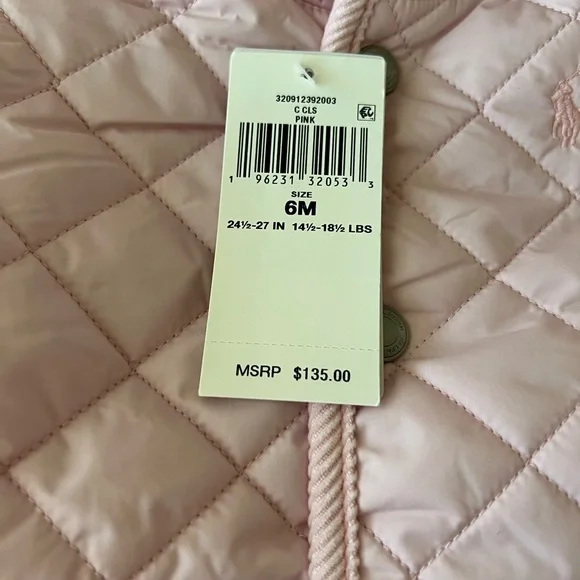 320912392003
C CLS
PINK
1 96231 32053 3
SIZE
6M
24½-27 IN 14½-18½ LBS
MSRP $135.00